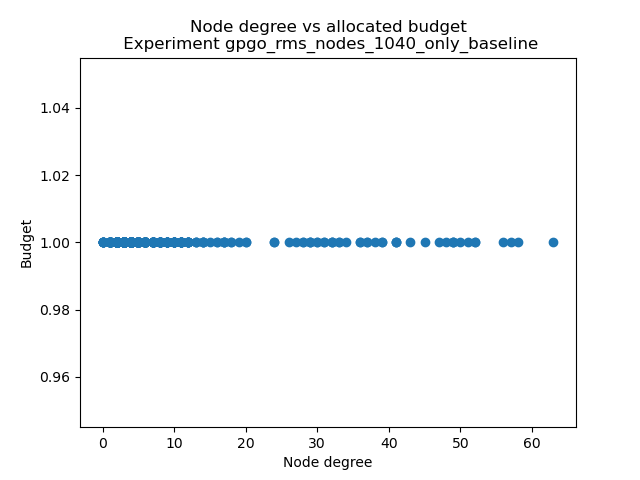 Node degree vs allocated budget
Experiment gpgo_rms_nodes_1040_only_baseline
Budget
1.04
1.02
1.00
0.98
0.96
0 10 20 30 40 50 60
Node degree